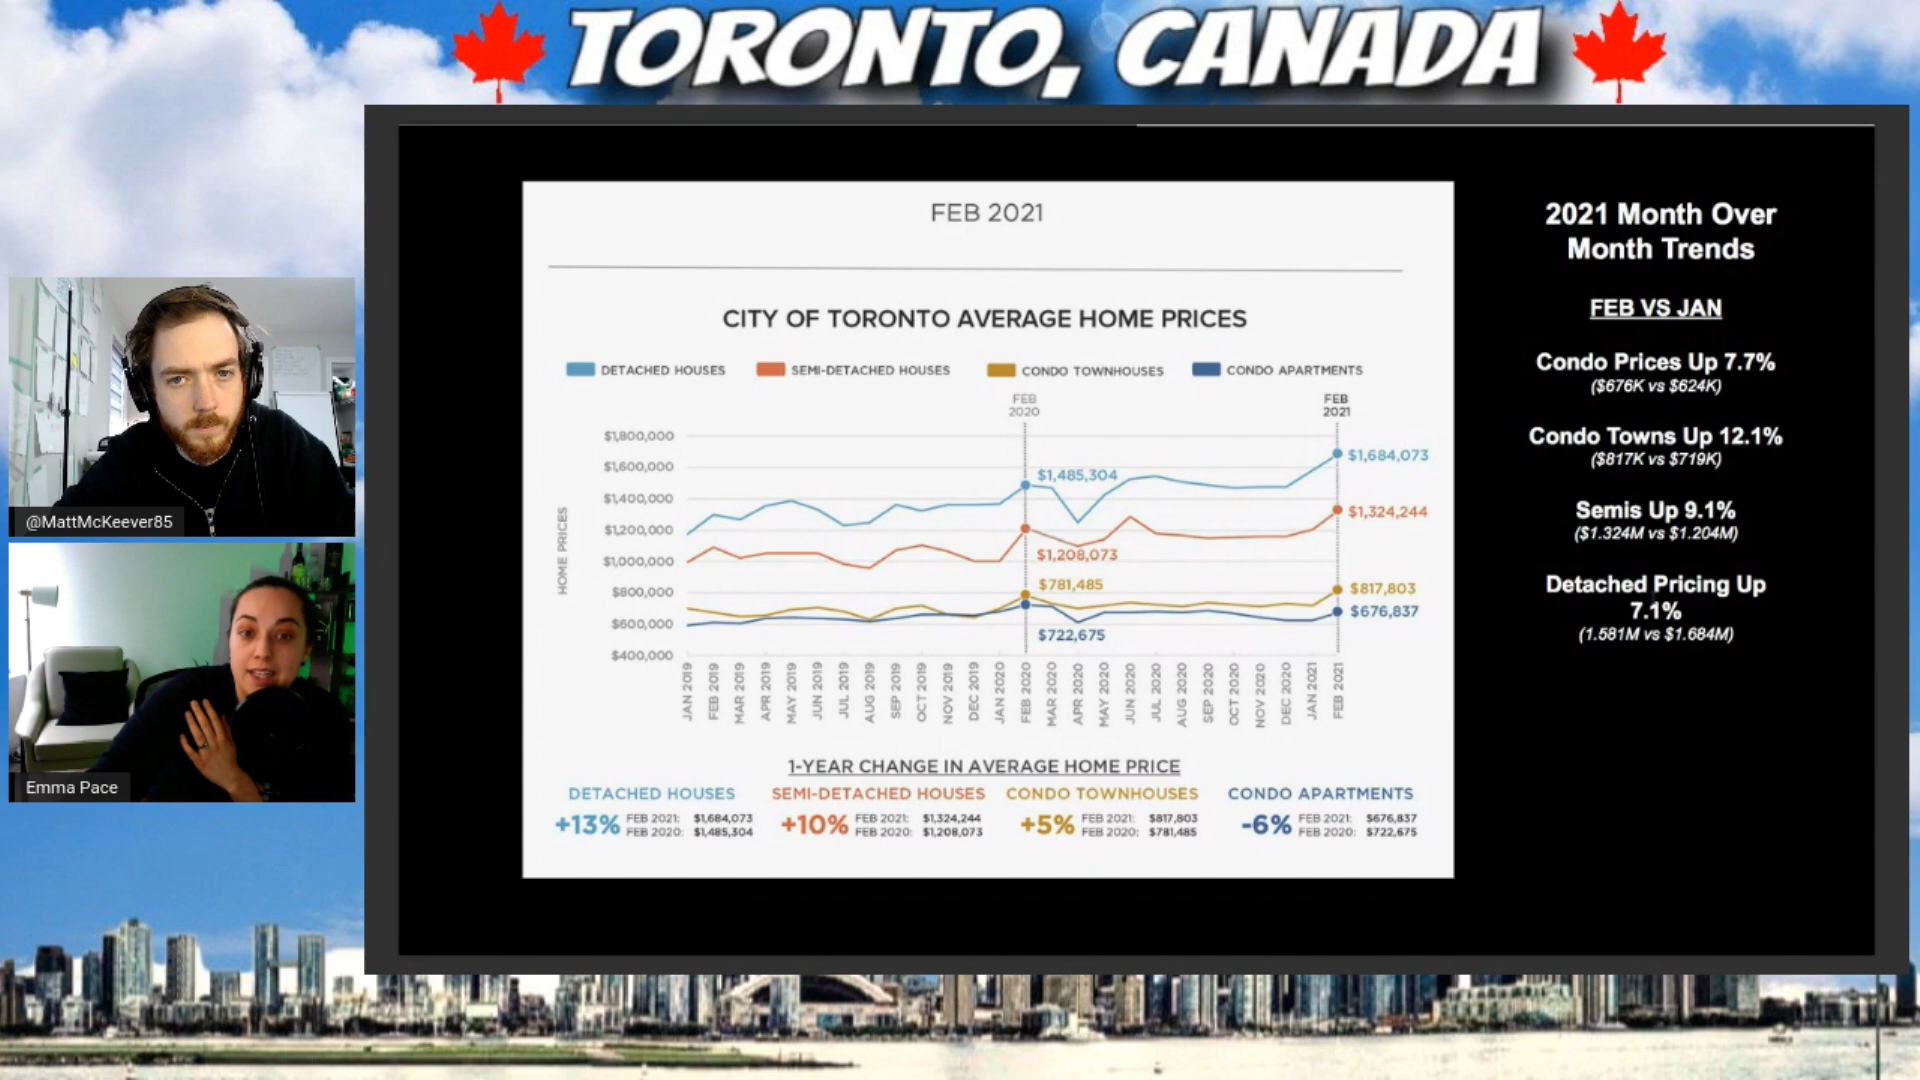 TORONTO, CANADA
FEB 2021
CITY OF TORONTO AVERAGE HOME PRICES
DETACHED HOUSES
SEMI-DETACHED HOUSES
CONDO TOWNHOUSES
CONDO APARTMENTS
FEB
2020
FEB
2021
HOME PRICES
$1,800,000
$1,600,000
$1,400,000
$1,200,000
$1,000,000
$800,000
$600,000
$400,000
$1,485,304
$1,208,073
$781,485
$722,675
$1,684,073
$1,324,244
$817,803
$676,837
JAN 2019
FEB 2019
MAR 2019
APR 2019
MAY 2019
JUN 2019
JUL 2019
AUG 2019
SEP 2019
OCT 2019
NOV 2019
DEC 2019
JAN 2020
FEB 2020
MAR 2020
APR 2020
MAY 2020
JUN 2020
JUL 2020
AUG 2020
SEP 2020
OCT 2020
NOV 2020
DEC 2020
JAN 2021
FEB 2021
1-YEAR CHANGE IN AVERAGE HOME PRICE
DETACHED HOUSES
+13%
FEB 2021: $1,684,073
FEB 2020: $1,485,304
SEMI-DETACHED HOUSES
+10%
FEB 2021: $1,324,244
FEB 2020: $1,208,073
CONDO TOWNHOUSES
+5%
FEB 2021: $817,803
FEB 2020: $781,485
CONDO APARTMENTS
-6%
FEB 2021: $676,837
FEB 2020: $722,675
2021 Month Over
Month Trends
FEB VS JAN
Condo Prices Up 7.7%
($676K vs $624K)
Condo Towns Up 12.1%
($817K vs $719K)
Semis Up 9.1%
($1.324M vs $1.204M)
Detached Pricing Up
7.1%
(1.581M vs $1.684M)
@MattMcKeever85
Emma Pace